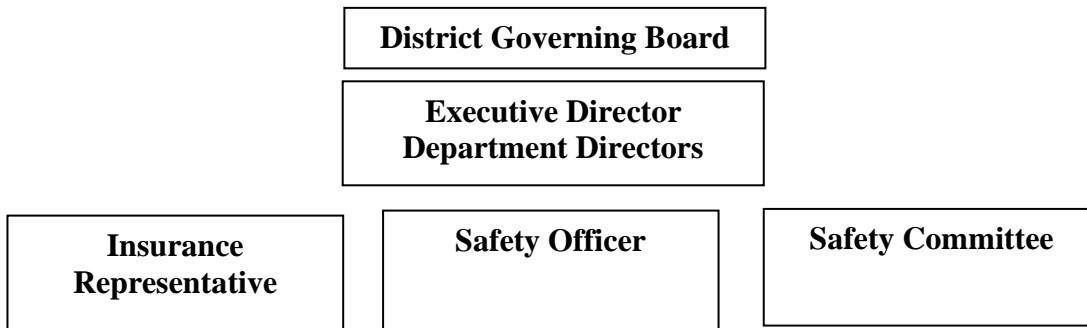 District Governing Board
Executive Director
Department Directors
Insurance
Representative
Safety Officer
Safety Committee